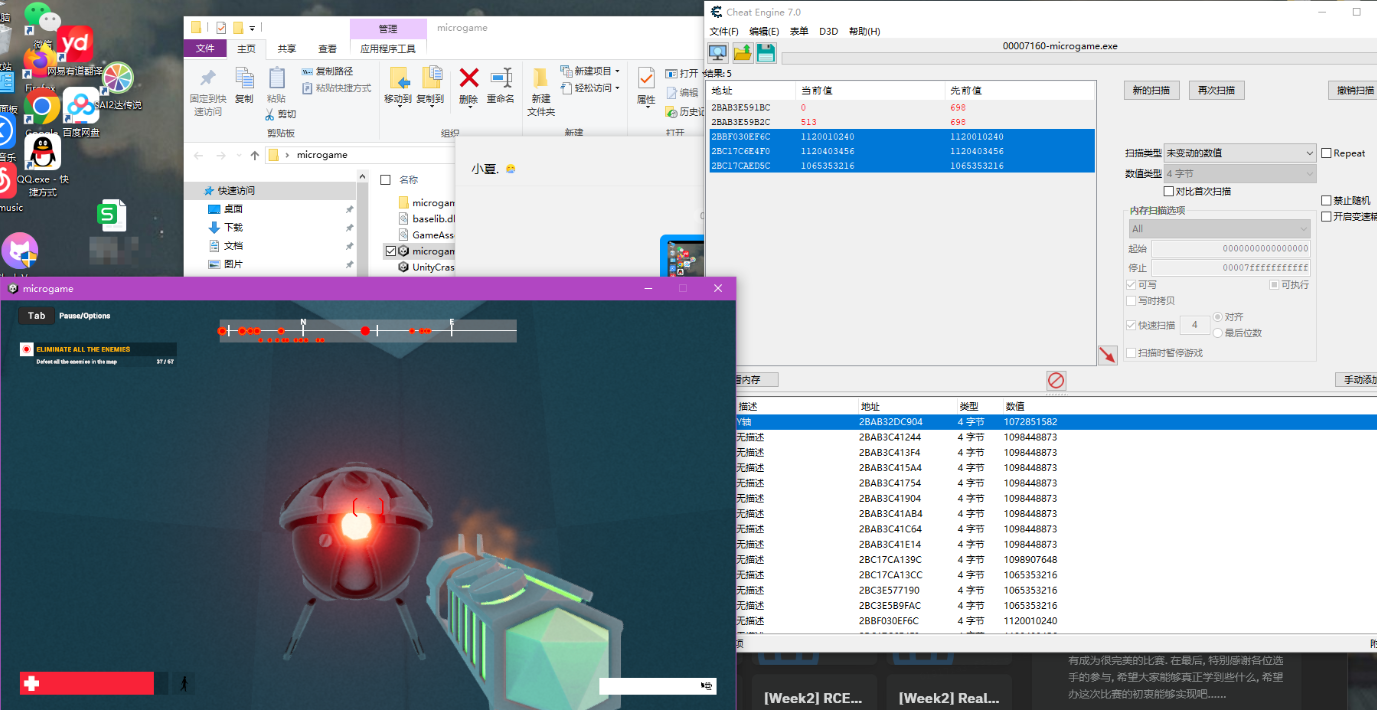 微信
yd
网易有道翻译
Firefox
SAI2达传说
Google
百度网盘
QQ.exe - 快
捷方式
music
S
管理
microgame
文件
主页
共享
查看
应用程序工具
固定到快
速访问
复制
粘贴
复制路径
粘贴快捷方式
剪切
剪贴板
移动到
复制到
删除
重命名
组织
新建
文件夹
新建项目
轻松访问
新建
属性
打开
编辑
历史记
打开
microgame
快速访问
桌面
下载
文档
图片
名称
microgam
baselib.dl
GameAss
microgam
UnityCras
小夏.
Cheat Engine 7.0
文件(F) 编辑(E) 表单 D3D 帮助(H)
00007160-microgame.exe
结果: 5
地址 当前值 先前值
2BAB3E591BC 0 698
2BAB3E59B2C 513 698
2BBF030EF6C 1120010240 1120010240
2BC17C6E4F0 1120403456 1120403456
2BC17CAED5C 1065353216 1065353216
新的扫描
再次扫描
撤销扫描
扫描类型 未变动的数值
Repeat
数值类型 4 字节
对比首次扫描
内存扫描选项
All
起始 0000000000000000
停止 00007fffffffffff
可写
可执行
写时拷贝
快速扫描 4
对齐
最后位数
扫描时暂停游戏
禁止随机
开启变速精
看内存
手动添加
描述 地址 类型 数值
Y轴 2BAB32DC904 4 字节 1072851582
无描述 2BAB3C41244 4 字节 1098448873
无描述 2BAB3C413F4 4 字节 1098448873
无描述 2BAB3C415A4 4 字节 1098448873
无描述 2BAB3C41754 4 字节 1098448873
无描述 2BAB3C41904 4 字节 1098448873
无描述 2BAB3C41AB4 4 字节 1098448873
无描述 2BAB3C41C64 4 字节 1098448873
无描述 2BAB3C41E14 4 字节 1098448873
无描述 2BC17CA139C 4 字节 1098907648
无描述 2BC17CA13CC 4 字节 1065353216
无描述 2BC3E577190 4 字节 1065353216
无描述 2BC3E5B9FAC 4 字节 1065353216
无描述 2BBF030EF6C 4 字节 1120010240
microgame
Tab Pause/Options
N
E
ELIMINATE ALL THE ENEMIES
Defeat all the enemies in the map 37 / 67
[Week2] RCE...
[Week2] Real...
有成为很完美的比赛. 在最后, 特别感谢各位选
手的参与, 希望大家能够真正学到些什么, 希望
办这次比赛的初衷能够实现吧......